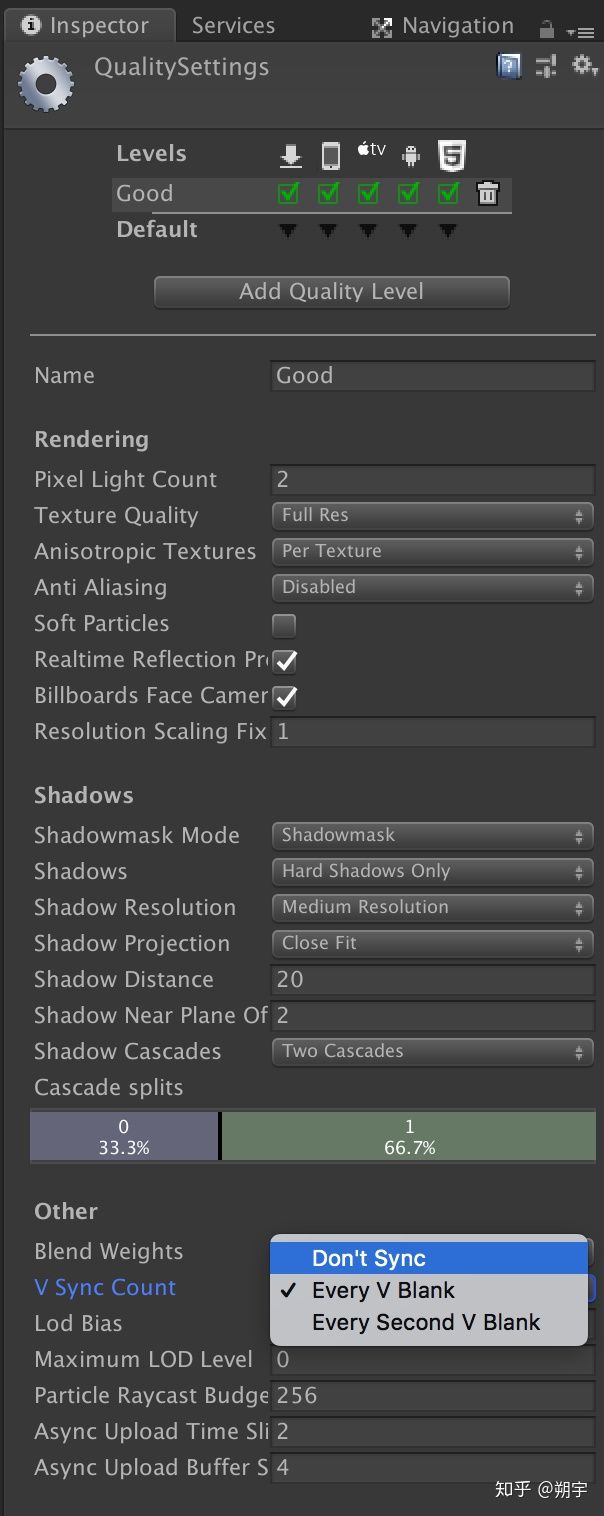 Inspector Services Navigation
QualitySettings
Levels tv
Good
Default
Add Quality Level
Name Good
Rendering
Pixel Light Count 2
Texture Quality Full Res
Anisotropic Textures Per Texture
Anti Aliasing Disabled
Soft Particles
Realtime Reflection Pr
Billboards Face Camer
Resolution Scaling Fix 1
Shadows
Shadowmask Mode Shadowmask
Shadows Hard Shadows Only
Shadow Resolution Medium Resolution
Shadow Projection Close Fit
Shadow Distance 20
Shadow Near Plane Of 2
Shadow Cascades Two Cascades
Cascade splits
0 1
33.3% 66.7%
Other
Blend Weights Don't Sync
V Sync Count Every V Blank
Lod Bias Every Second V Blank
Maximum LOD Level 0
Particle Raycast Budge 256
Async Upload Time Sli 2
Async Upload Buffer S 4
知乎 @朔宇